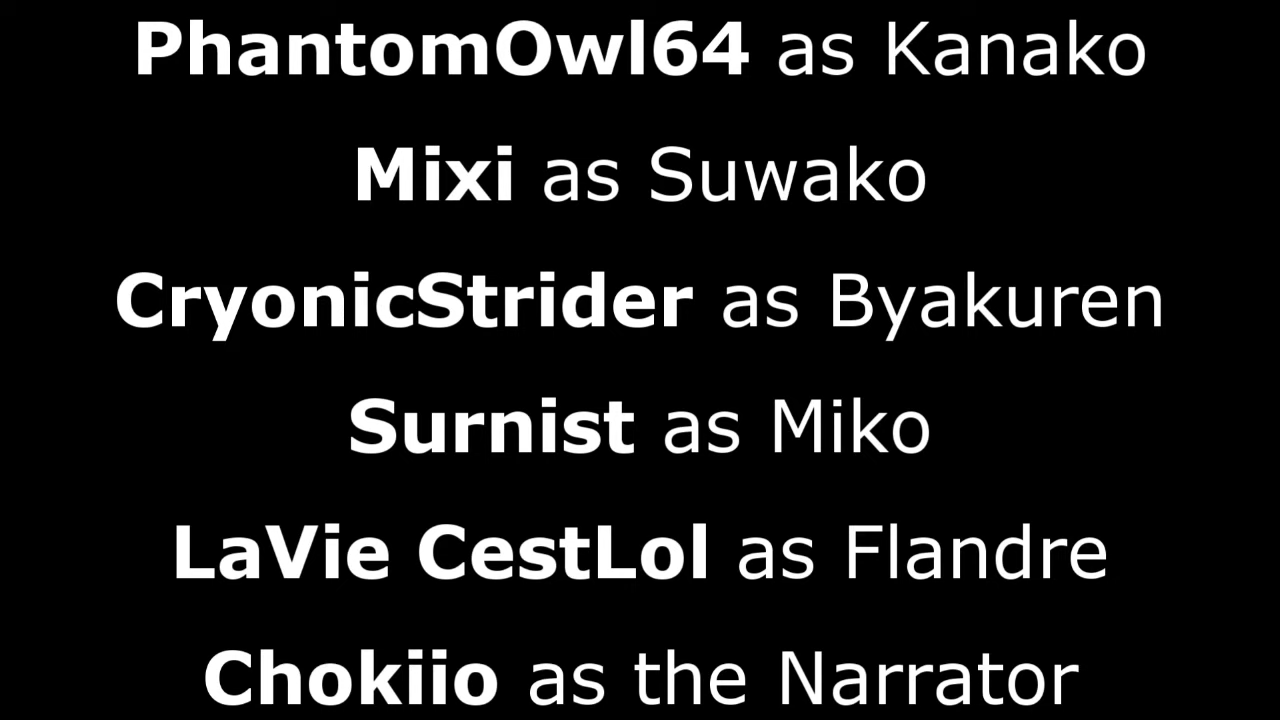 PhantomOwl64 as Kanako
Mixi as Suwako
CryonicStrider as Byakuren
Surnist as Miko
LaVie CestLol as Flandre
Chokiio as the Narrator